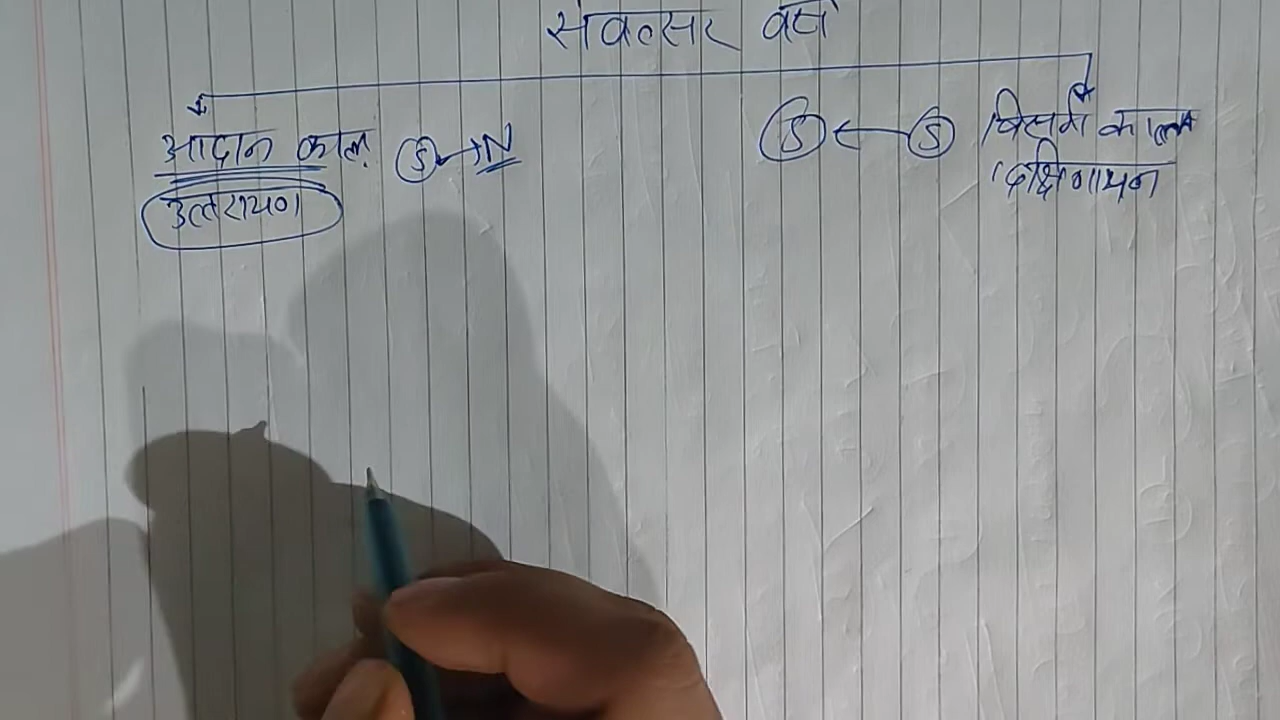 संवत्सर वर्ष
आदान काल S → N
उत्तरायण
S ← S विसर्ग काल
दक्षिणायन